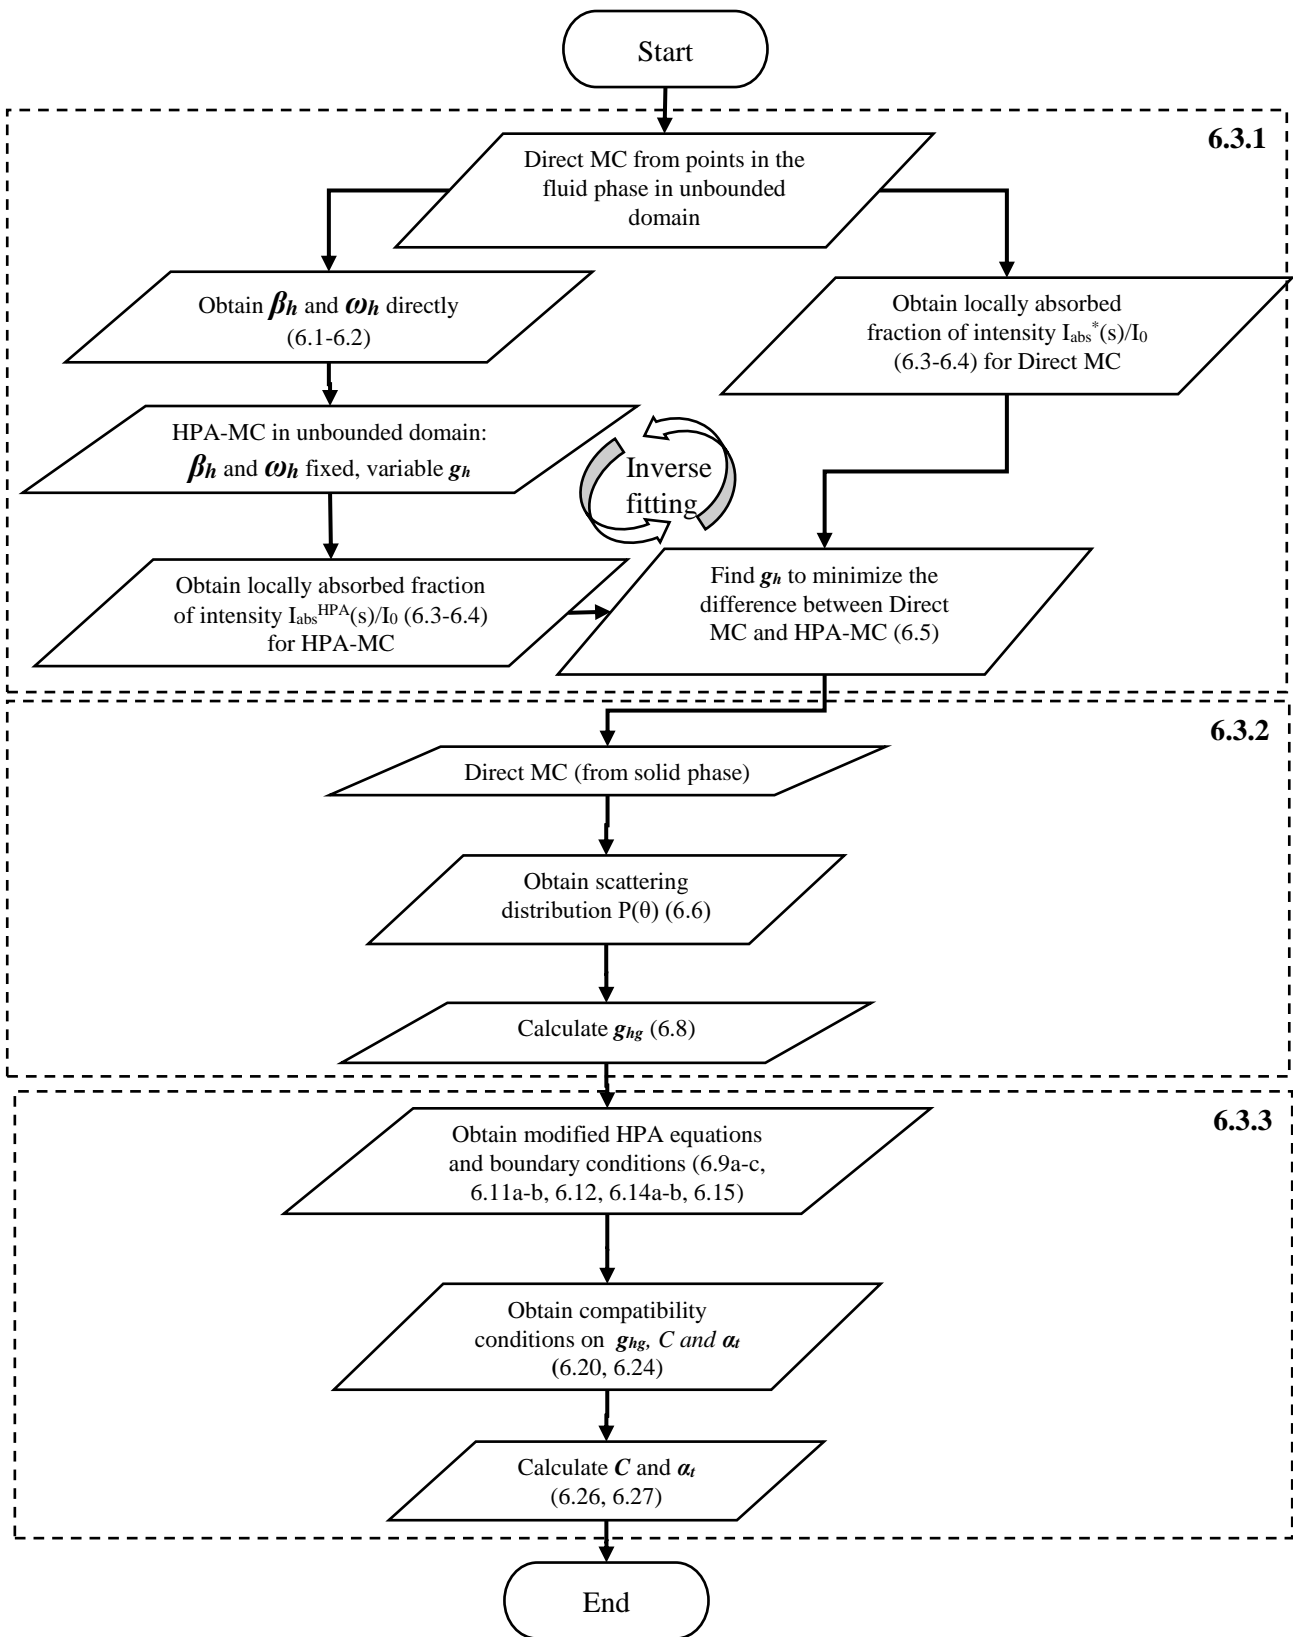 Start
6.3.1
Direct MC from points in the
fluid phase in unbounded
domain
Obtain βh and ωh directly
(6.1-6.2)
Obtain locally absorbed
fraction of intensity Iabs*(s)/I0
(6.3-6.4) for Direct MC
HPA-MC in unbounded domain:
βh and ωh fixed, variable gh
Inverse
fitting
Obtain locally absorbed fraction
of intensity IabsHPA(s)/I0 (6.3-6.4)
for HPA-MC
Find gh to minimize the
difference between Direct
MC and HPA-MC (6.5)
6.3.2
Direct MC (from solid phase)
Obtain scattering
distribution P(θ) (6.6)
Calculate ghg (6.8)
6.3.3
Obtain modified HPA equations
and boundary conditions (6.9a-c,
6.11a-b, 6.12, 6.14a-b, 6.15)
Obtain compatibility
conditions on ghg, C and αt
(6.20, 6.24)
Calculate C and αt
(6.26, 6.27)
End